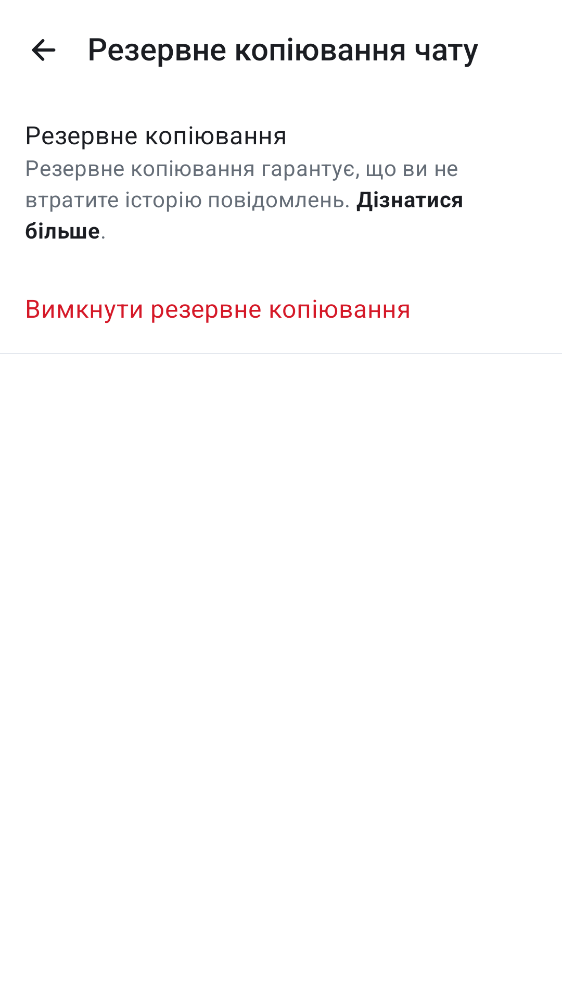 Резервне копіювання чату
Резервне копіювання
Резервне копіювання гарантує, що ви не
втратите історію повідомлень. Дізнатися
більше.
Вимкнути резервне копіювання